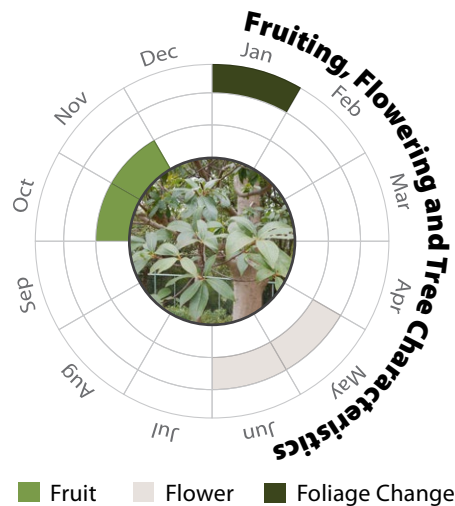 Fruiting, Flowering and Tree Characteristics
Jan
Feb
Mar
Apr
May
Jun
Jul
Aug
Sep
Oct
Nov
Dec
Fruit
Flower
Foliage Change